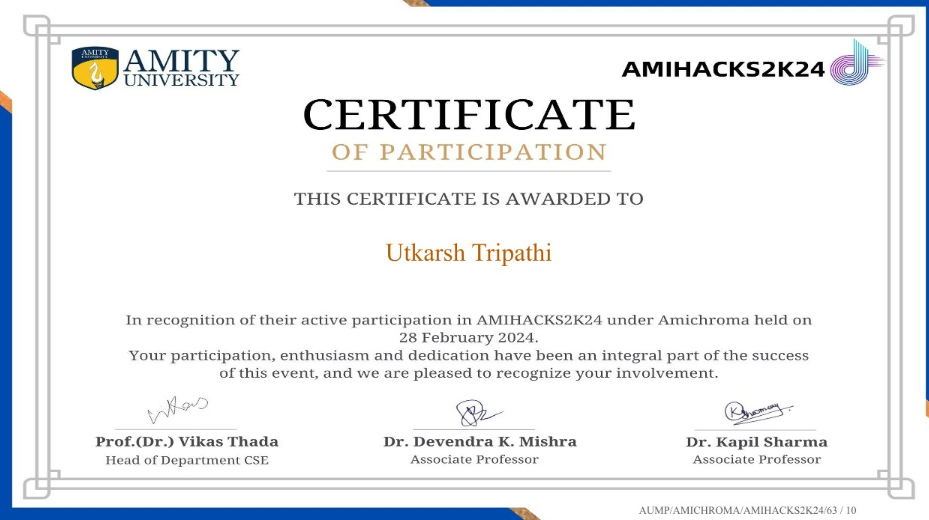 AMITY
AMITY
UNIVERSITY
AMIHACKS2K24
CERTIFICATE
OF PARTICIPATION
THIS CERTIFICATE IS AWARDED TO
Utkarsh Tripathi
In recognition of their active participation in AMIHACKS2K24 under Amichroma held on
28 February 2024.
Your participation, enthusiasm and dedication have been an integral part of the success
of this event, and we are pleased to recognize your involvement.
Prof.(Dr.) Vikas Thada
Head of Department CSE
Dr. Devendra K. Mishra
Associate Professor
Dr. Kapil Sharma
Associate Professor
AUMP/AMICHROMA/AMIHACKS2K24/63 / 10